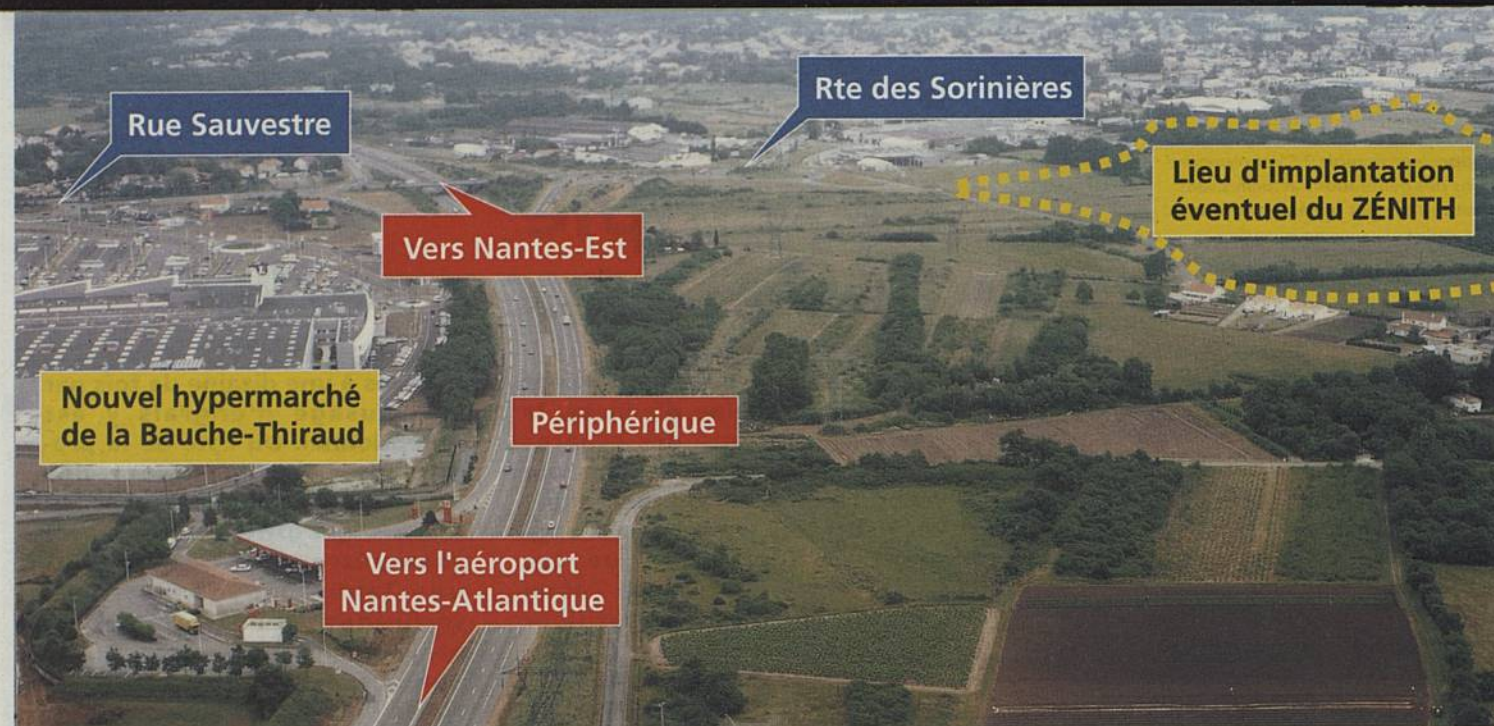 Rue Sauvestre
Rte des Sorinières
Lieu d'implantation
éventuel du ZÉNITH
Vers Nantes-Est
Nouvel hypermarché
de la Bauche-Thiraud
Périphérique
Vers l'aéroport
Nantes-Atlantique